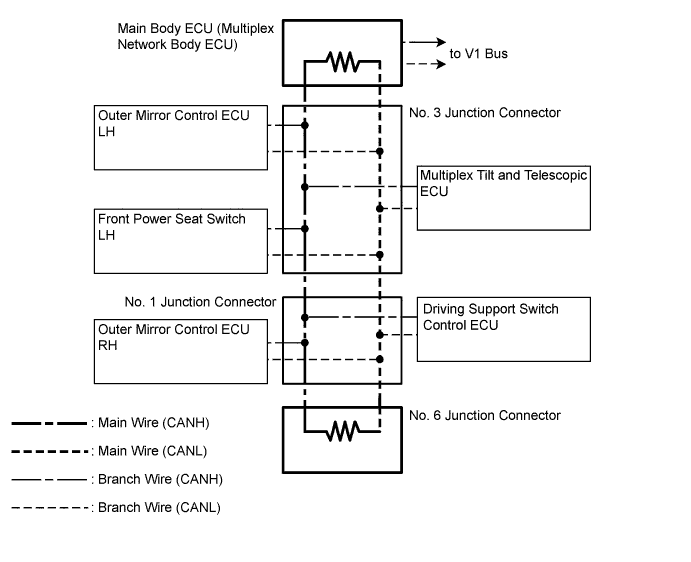 Main Body ECU (Multiplex
Network Body ECU)
to V1 Bus
Outer Mirror Control ECU
LH
No. 3 Junction Connector
Multiplex Tilt and Telescopic
ECU
Front Power Seat Switch
LH
No. 1 Junction Connector
Driving Support Switch
Control ECU
Outer Mirror Control ECU
RH
No. 6 Junction Connector
: Main Wire (CANH)
: Main Wire (CANL)
: Branch Wire (CANH)
: Branch Wire (CANL)